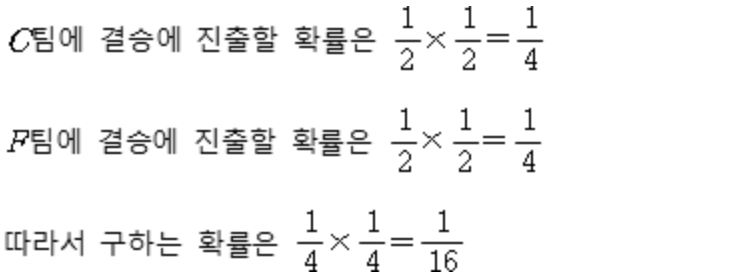 C팀에 결승에 진출할 확률은 1/2×1/2=1/4
F팀에 결승에 진출할 확률은 1/2×1/2=1/4
따라서 구하는 확률은 1/4×1/4=1/16